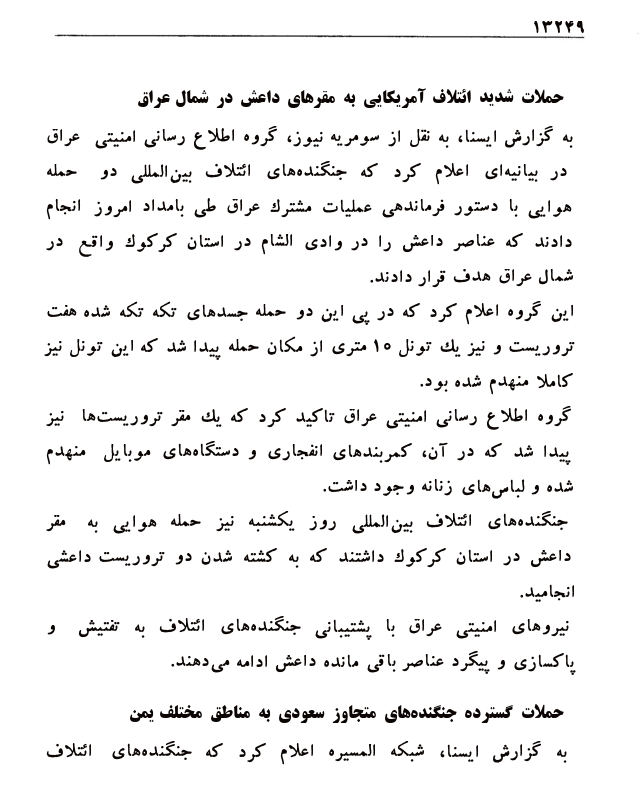 ۱۳۲۴۹
حملات شدید ائتلاف آمریکایی به مقرهای داعش در شمال عراق
به گزارش ایسنا، به نقل از سومریه نیوز، گروه اطلاع رسانی امنیتی عراق
در بیانیه‌ای اعلام کرد که جنگنده‌های ائتلاف بین‌المللی دو حمله
هوایی با دستور فرماندهی عملیات مشترك عراق طی بامداد امروز انجام
دادند که عناصر داعش را در وادی الشام در استان کرکوك واقع در
شمال عراق هدف قرار دادند.
این گروه اعلام کرد که در پی این دو حمله جسدهای تکه تکه شده هفت
تروریست و نیز یك تونل ۱۵ متری از مکان حمله پیدا شد که این تونل نیز
کاملا منهدم شده بود.
گروه اطلاع رسانی امنیتی عراق تاکید کرد که یك مقر تروریست‌ها نیز
پیدا شد که در آن، کمربندهای انفجاری و دستگاه‌های موبایل منهدم
شده و لباس‌های زنانه وجود داشت.
جنگنده‌های ائتلاف بین‌المللی روز یکشنبه نیز حمله هوایی به مقر
داعش در استان کرکوك داشتند که به کشته شدن دو تروریست داعشی
انجامید.
نیروهای امنیتی عراق با پشتیبانی جنگنده‌های ائتلاف به تفتیش و
پاکسازی و پیگرد عناصر باقی مانده داعش ادامه می‌دهند.
حملات گسترده جنگنده‌های متجاوز سعودی به مناطق مختلف یمن
به گزارش ایسنا، شبکه المسیره اعلام کرد که جنگنده‌های ائتلاف